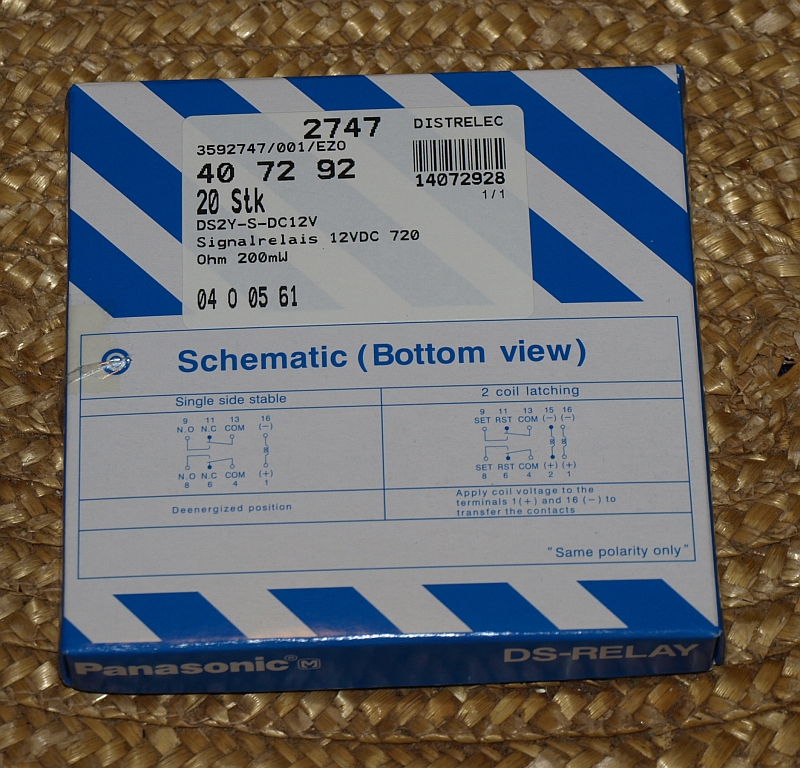 2747 DISTRELEC
3592747/001/EZO
40 72 92
14072928
20 Stk
1/1
DS2Y-S-DC12V
Signalrelais 12VDC 720
Ohm 200mW
04 0 05 61
Schematic (Bottom view)
Single side stable
2 coil latching
9 11 13 16
N.O N.C COM (−)
N.O N.C COM (+)
8 6 4 1
9 11 13 15 16
SET RST COM (−) (−)
SET RST COM (+) (+)
8 6 4 2 1
Deenergized position
Apply coil voltage to the
terminals 1(+) and 16 (−) to
transfer the contacts
"Same polarity only"
Panasonic®
DS-RELAY